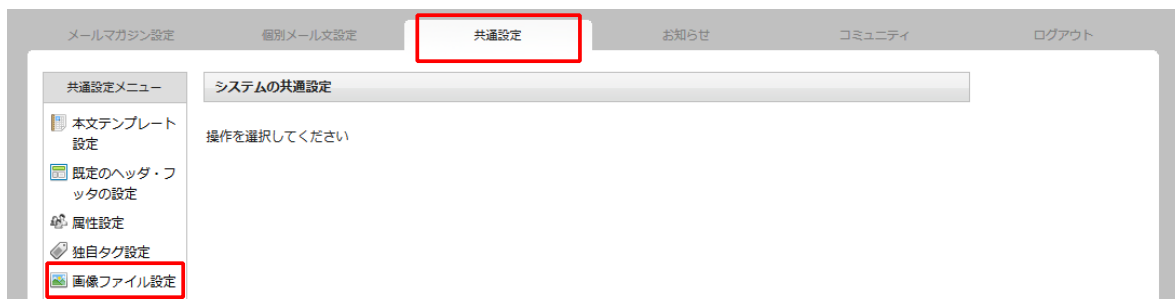 メールマガジン設定
個別メール文設定
共通設定
お知らせ
コミュニティ
ログアウト
共通設定メニュー
本文テンプレート
設定
既定のヘッダ・フ
ッタの設定
属性設定
独自タグ設定
画像ファイル設定
システムの共通設定
操作を選択してください